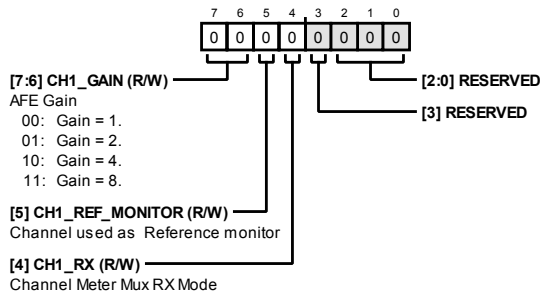 7 6 5 4 3 2 1 0
0 0 0 0 0 0 0 0
[7:6] CH1_GAIN (R/W)
AFE Gain
00: Gain = 1.
01: Gain = 2.
10: Gain = 4.
11: Gain = 8.
[5] CH1_REF_MONITOR (R/W)
Channel used as Reference monitor
[4] CH1_RX (R/W)
Channel Meter Mux RX Mode
[2:0] RESERVED
[3] RESERVED